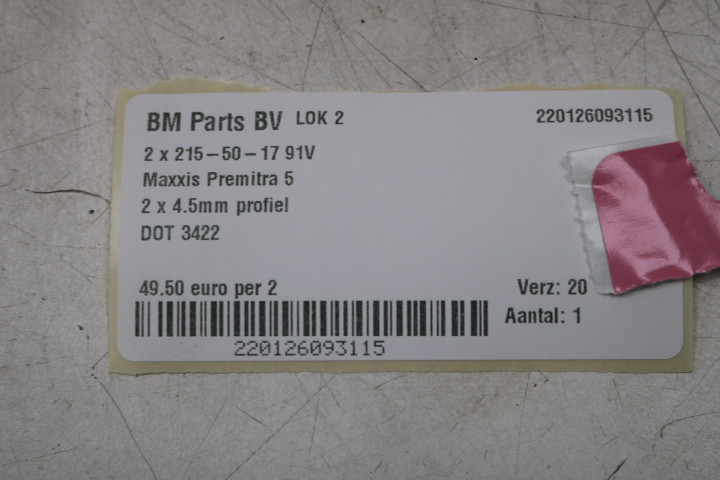 BM Parts BV LOK 2 220126093115
2 x 215-50-17 91V
Maxxis Premitra 5
2 x 4.5mm profiel
DOT 3422
49.50 euro per 2 Verz: 20
Aantal: 1
220126093115